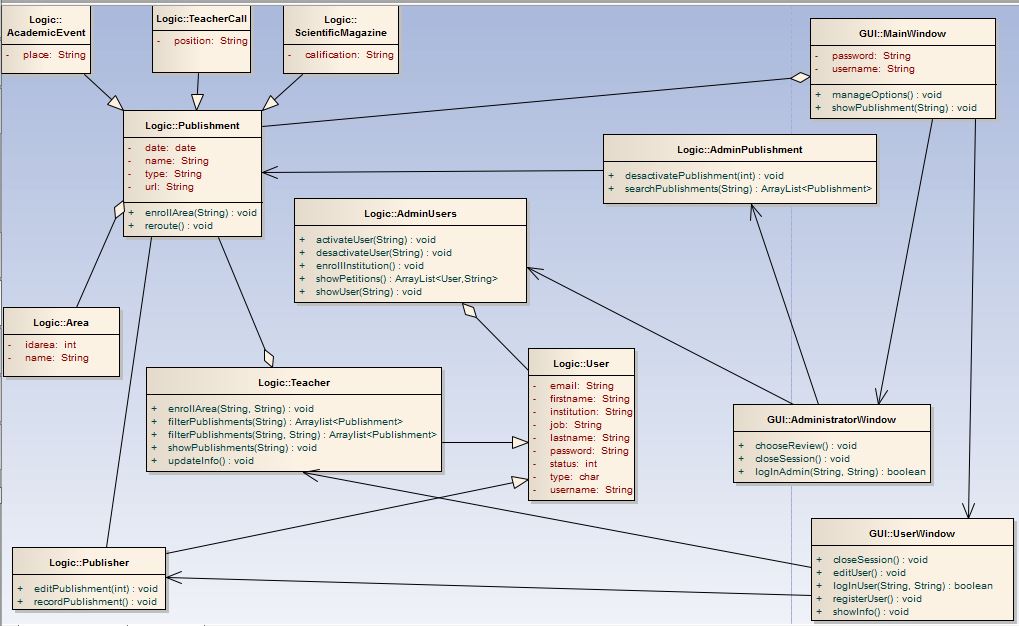 Logic::
AcademicEvent
- place: String
Logic::TeacherCall
- position: String
Logic::
ScientificMagazine
- calification: String
GUI::MainWindow
- password: String
- username: String
+ manageOptions() : void
+ showPublishment(String) : void
Logic::Publishment
- date: date
- name: String
- type: String
- url: String
+ enrollArea(String) : void
+ reroute() : void
Logic::AdminPublishment
+ desactivatePublishment(int) : void
+ searchPublishments(String) : ArrayList<Publishment>
Logic::AdminUsers
+ activateUser(String) : void
+ desactivateUser(String) : void
+ enrollInstitution() : void
+ showPetitions() : ArrayList<User,String>
+ showUser(String) : void
Logic::Area
- idarea: int
- name: String
Logic::Teacher
+ enrollArea(String, String) : void
+ filterPublishments(String) : Arraylist<Publishment>
+ filterPublishments(String, String) : Arraylist<Publishment>
+ showPublishments(String) : void
+ updateInfo() : void
Logic::User
- email: String
- firstname: String
- institution: String
- job: String
- lastname: String
- password: String
- status: int
- type: char
- username: String
GUI::AdministratorWindow
+ chooseReview() : void
+ closeSession() : void
+ logInAdmin(String, String) : boolean
Logic::Publisher
+ editPublishment(int) : void
+ recordPublishment() : void
GUI::UserWindow
+ closeSession() : void
+ editUser() : void
+ logInUser(String, String) : boolean
+ registerUser() : void
+ showInfo() : void